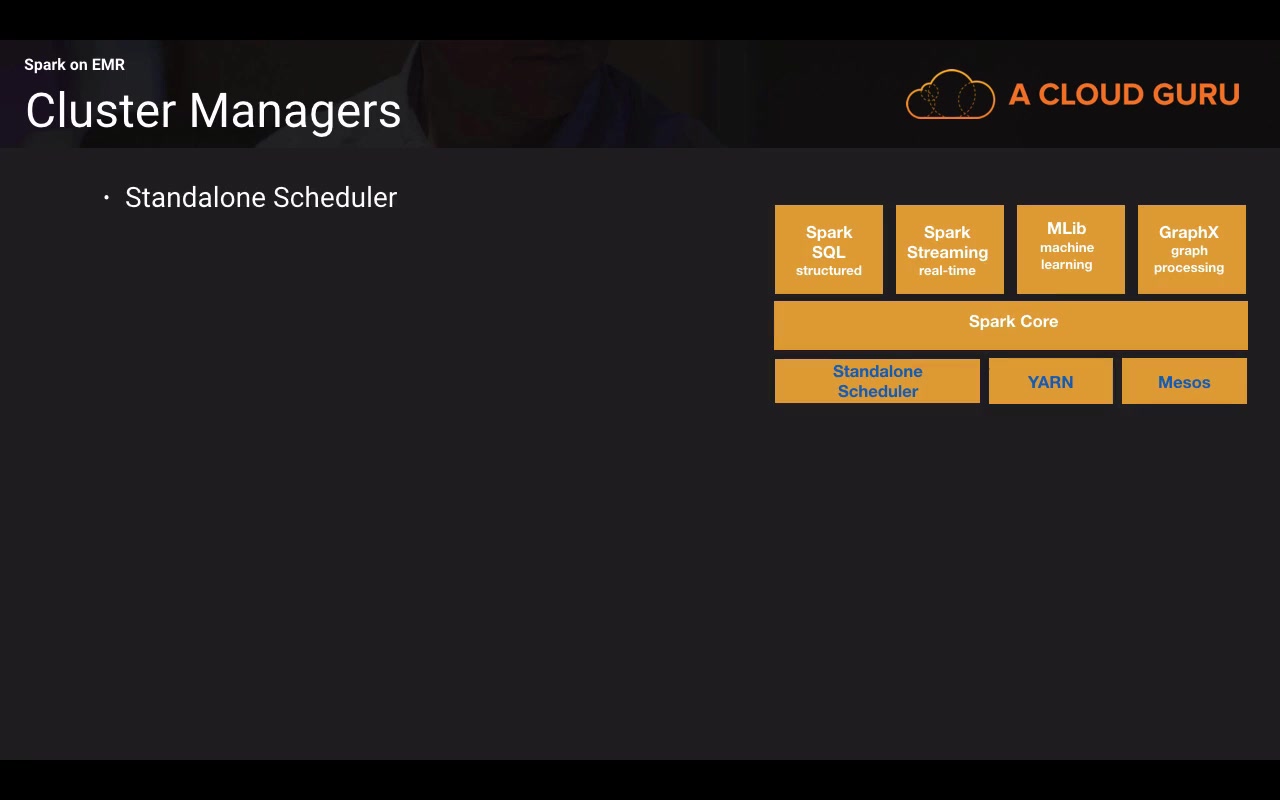 Spark on EMR
Cluster Managers
A CLOUD GURU
• Standalone Scheduler
Spark
SQL
structured
Spark
Streaming
real-time
MLib
machine
learning
GraphX
graph
processing
Spark Core
Standalone
Scheduler
YARN
Mesos